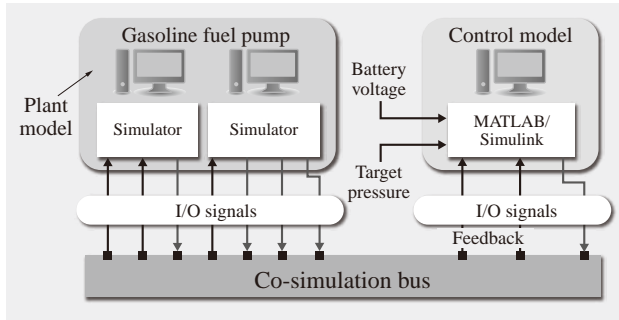 Gasoline fuel pump
Control model
Plant
model
Simulator
Simulator
Battery
voltage
MATLAB/
Simulink
Target
pressure
I/O signals
I/O signals
Feedback
Co-simulation bus